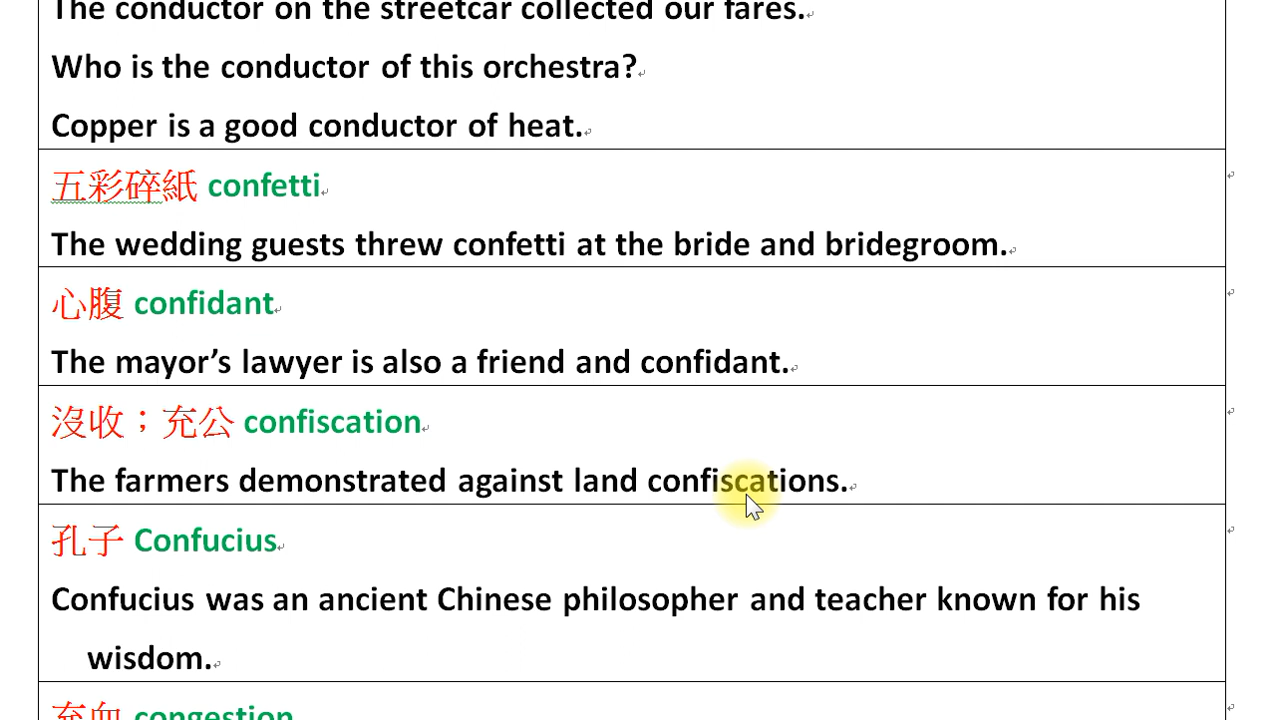 The conductor on the streetcar collected our fares.
Who is the conductor of this orchestra?
Copper is a good conductor of heat.
五彩碎紙 confetti
The wedding guests threw confetti at the bride and bridegroom.
心腹 confidant
The mayor’s lawyer is also a friend and confidant.
沒收；充公 confiscation
The farmers demonstrated against land confiscations.
孔子 Confucius
Confucius was an ancient Chinese philosopher and teacher known for his
wisdom.
充血 congestion